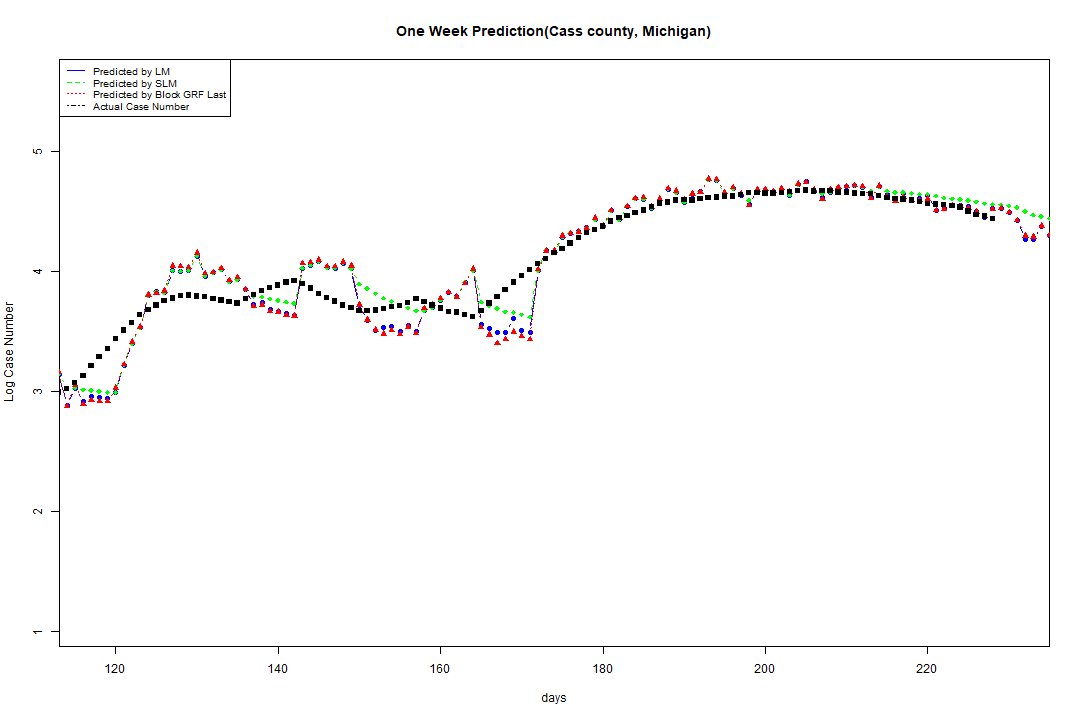 One Week Prediction(Cass county, Michigan)
Predicted by LM
Predicted by SLM
Predicted by Block GRF Last
Actual Case Number
5
4
3
2
1
Log Case Number
120 140 160 180 200 220
days